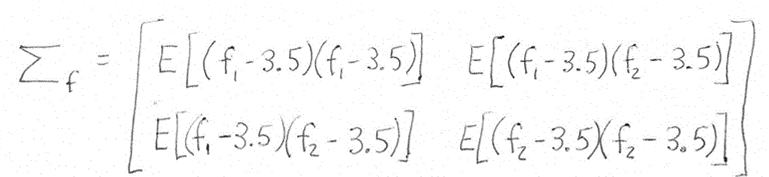 Σf = [ E[(f₁-3.5)(f₁-3.5)] E[(f₁-3.5)(f₂-3.5)]
E[(f₁-3.5)(f₂-3.5)] E[(f₂-3.5)(f₂-3.5)] ]